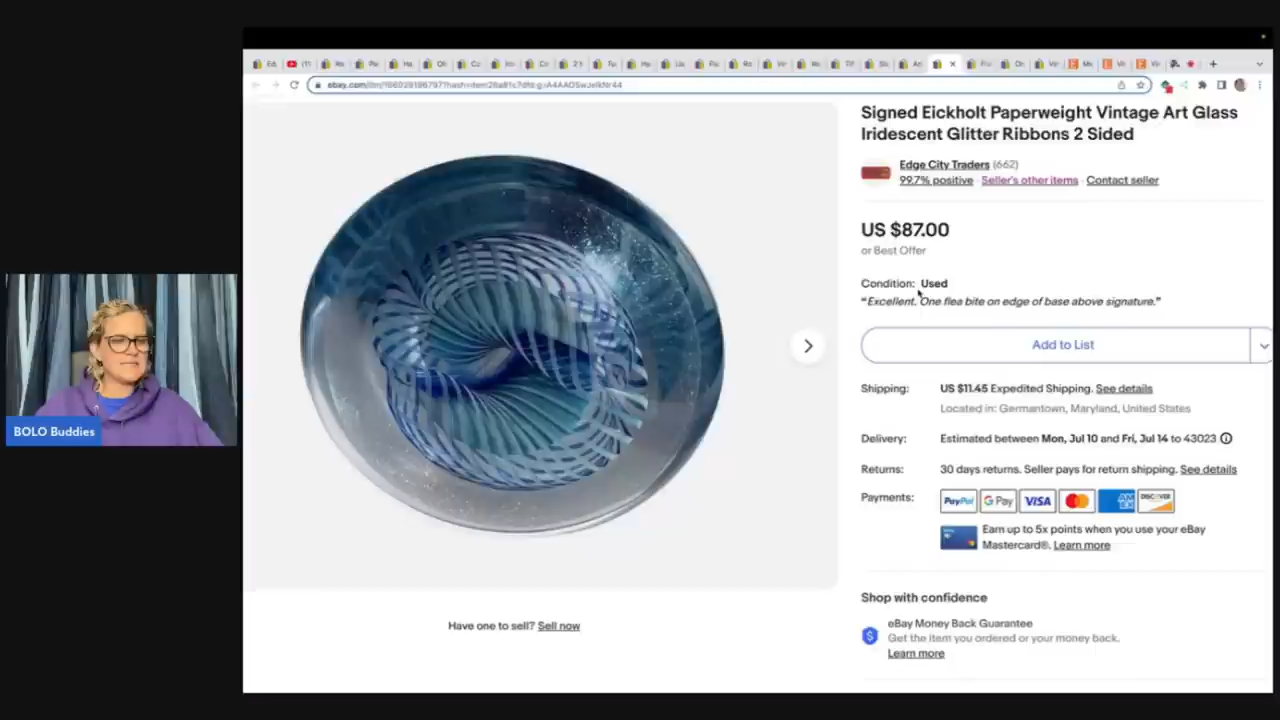 Signed Eickholt Paperweight Vintage Art Glass
Iridescent Glitter Ribbons 2 Sided
Edge City Traders (662)
99.7% positive · Seller's other items · Contact seller
US $87.00
or Best Offer
Condition: Used
“Excellent. One flea bite on edge of base above signature.”
Add to List
Shipping: US $11.45 Expedited Shipping. See details
Located in: Germantown, Maryland, United States
Delivery: Estimated between Mon, Jul 10 and Fri, Jul 14 to 43023
Returns: 30 days returns. Seller pays for return shipping. See details
Payments: PayPal G Pay VISA AM EX DISCOVER
Earn up to 5x points when you use your eBay
Mastercard®. Learn more
Shop with confidence
eBay Money Back Guarantee
Get the item you ordered or your money back.
Learn more
Have one to sell? Sell now
BOLO Buddies